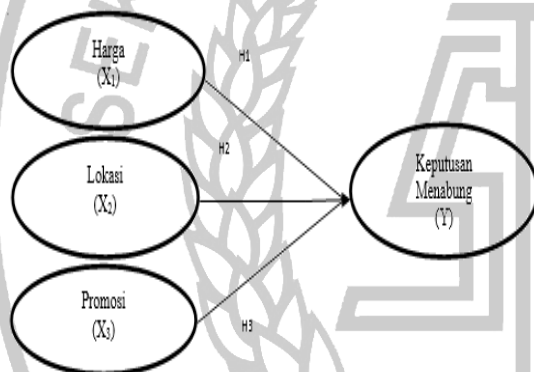 Harga
(X₁)
H1
H2
Lokasi
(X₂)
Keputusan
Menabung
(Y)
Promosi
(X₃)
H3